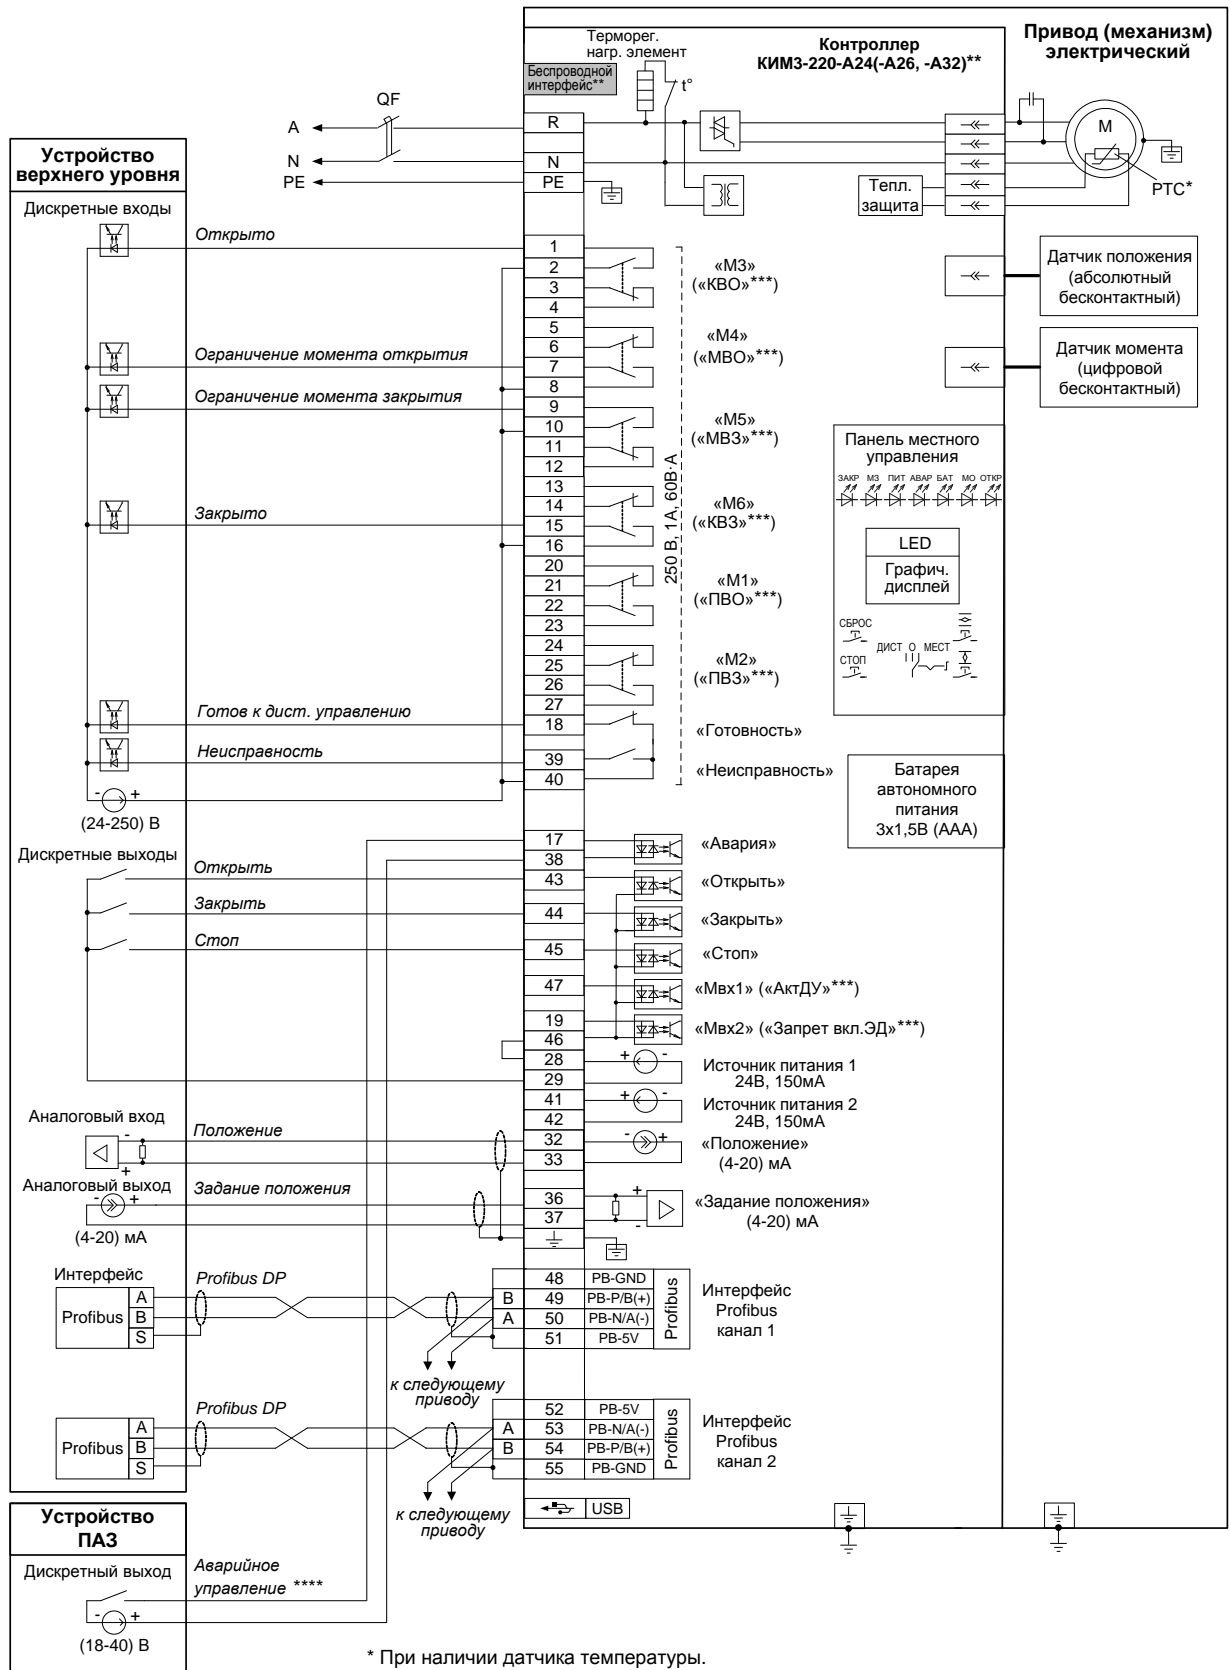 Привод (механизм)
электрический
Контроллер
КИМ3-220-А24(-А26, -А32)**
Терморег.
нагр. элемент
Беспроводной
интерфейс**
t°
QF
A
N
PE
R
N
PE
M
PTC*
Тепл.
защита
Устройство
верхнего уровня
Дискретные входы
Открыто
Ограничение момента открытия
Ограничение момента закрытия
Закрыто
Готов к дист. управлению
Неисправность
- +
(24-250) В
1
2
3
4
5
6
7
8
9
10
11
12
13
14
15
16
20
21
22
23
24
25
26
27
18
39
40
«М3»
(«КВО»***)
«М4»
(«МВО»***)
«М5»
(«МВЗ»***)
«М6»
(«КВЗ»***)
«М1»
(«ПВО»***)
«М2»
(«ПВЗ»***)
«Готовность»
«Неисправность»
250 В, 1А, 60В·А
Датчик положения
(абсолютный
бесконтактный)
Датчик момента
(цифровой
бесконтактный)
Панель местного
управления
ЗАКР МЗ ПИТ АВАР БАТ МО ОТКР
LED
Графич.
дисплей
СБРОС
СТОП
ДИСТ О МЕСТ
Батарея
автономного
питания
3х1,5В (ААА)
Дискретные выходы
Открыть
Закрыть
Стоп
17
38
43
44
45
47
19
46
28
29
41
42
32
33
36
37
«Авария»
«Открыть»
«Закрыть»
«Стоп»
«Мвх1» («АктДУ»***)
«Мвх2» («Запрет вкл.ЭД»***)
+ -
Источник питания 1
24В, 150мА
+ -
Источник питания 2
24В, 150мА
- +
«Положение»
(4-20) мА
+
-
«Задание положения»
(4-20) мА
Аналоговый вход
-
+
Положение
Аналоговый выход
- +
(4-20) мА
Задание положения
Интерфейс
Profibus
A
B
S
Profibus DP
B
A
48 PB-GND
49 PB-P/B(+)
50 PB-N/A(-)
51 PB-5V
Profibus
Интерфейс
Profibus
канал 1
к следующему
приводу
Profibus
A
B
S
Profibus DP
A
B
52 PB-5V
53 PB-N/A(-)
54 PB-P/B(+)
55 PB-GND
Profibus
Интерфейс
Profibus
канал 2
к следующему
приводу
USB
Устройство
ПАЗ
Дискретный выход
Аварийное
управление ****
- +
(18-40) В
* При наличии датчика температуры.